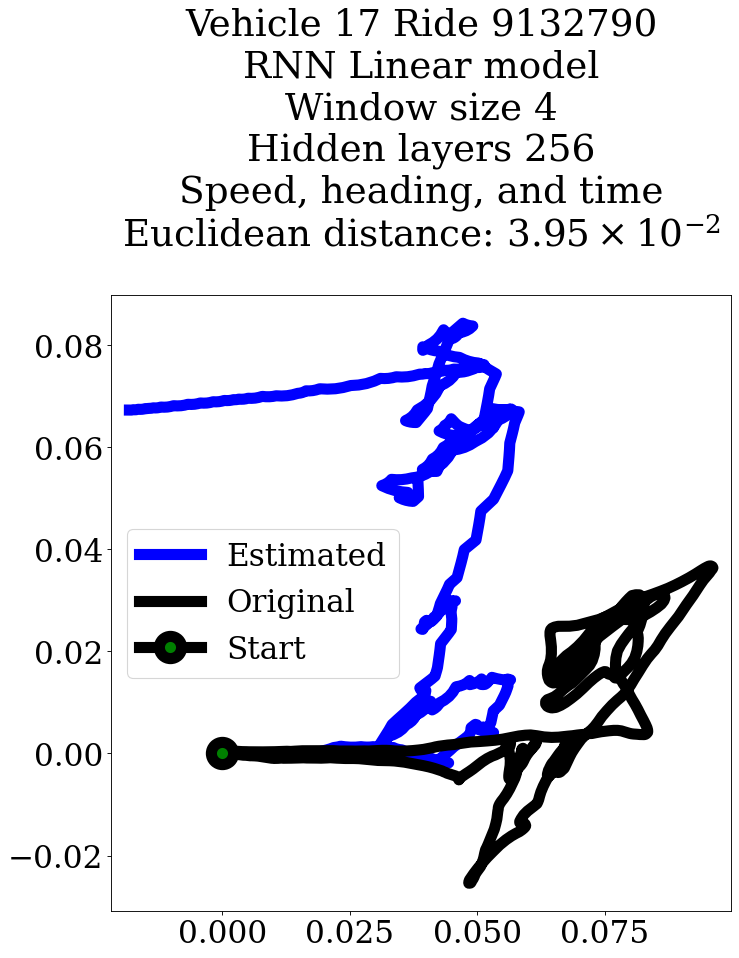 Vehicle 17 Ride 9132790
RNN Linear model
Window size 4
Hidden layers 256
Speed, heading, and time
Euclidean distance: 3.95 × 10⁻²
0.08
0.06
0.04
0.02
0.00
−0.02
Estimated
Original
Start
0.000 0.025 0.050 0.075